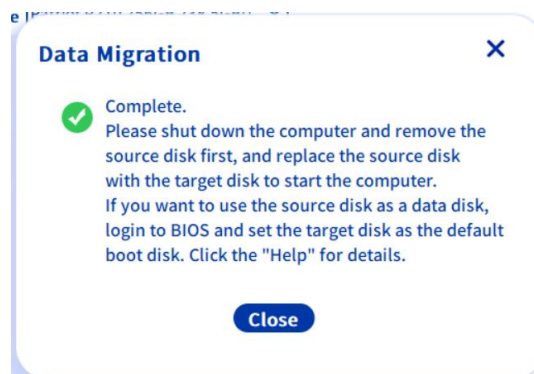 Data Migration
Complete.
Please shut down the computer and remove the
source disk first, and replace the source disk
with the target disk to start the computer.
If you want to use the source disk as a data disk,
login to BIOS and set the target disk as the default
boot disk. Click the "Help" for details.
Close